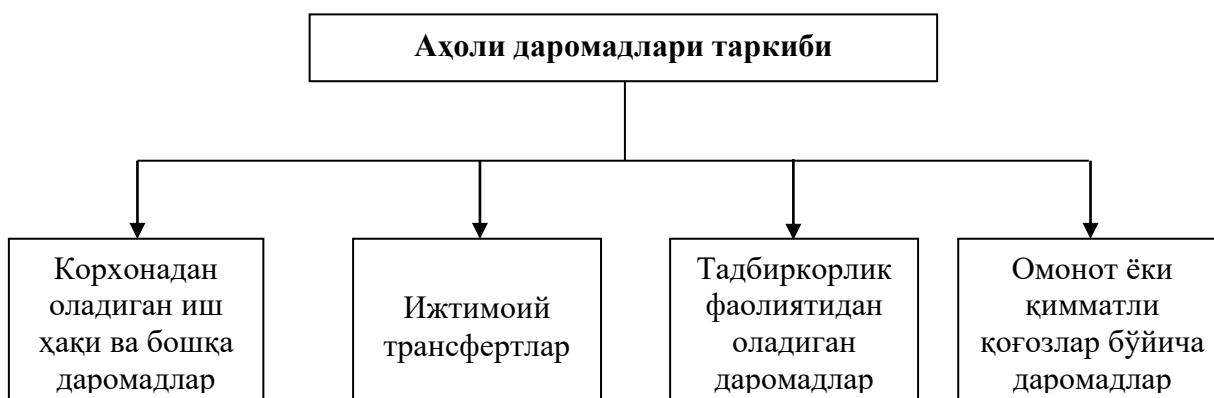 Аҳоли даромадлари таркиби
Корхонадан
оладиган иш
ҳақи ва бошқа
даромадлар
Ижтимоий
трансфертлар
Тадбиркорлик
фаолиятидан
оладиган
даромадлар
Омонот ёки
қимматли
қоғозлар бўйича
даромадлар